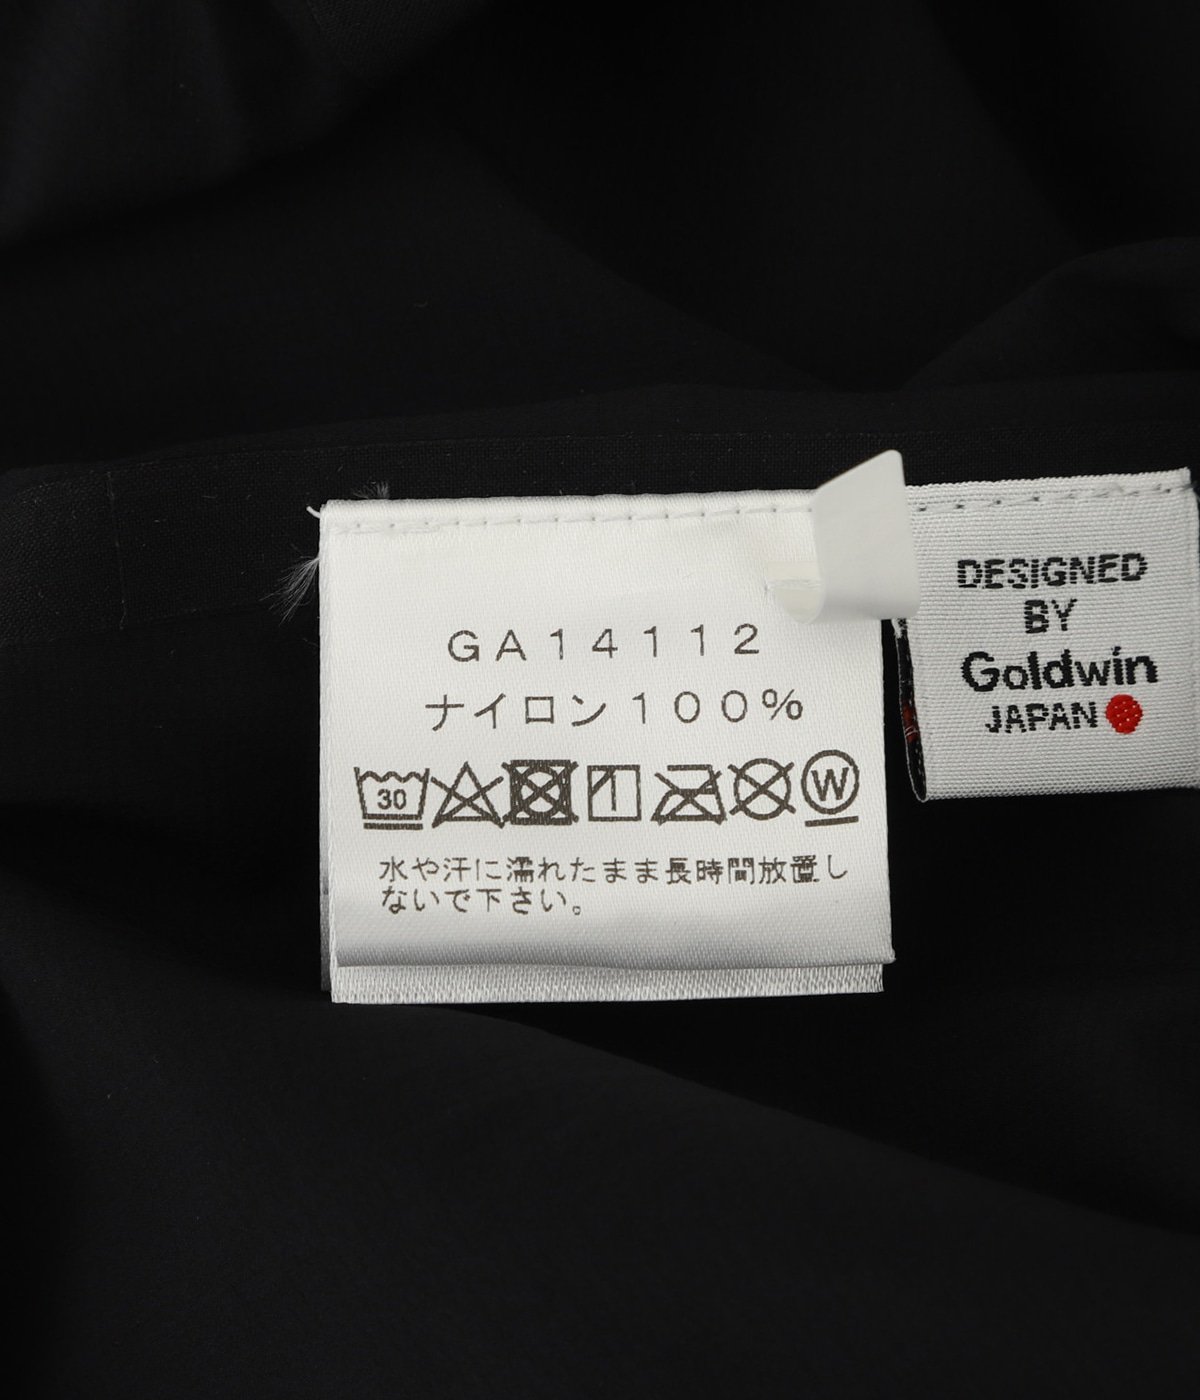 GA14112
ナイロン100%
30 W
水や汗に濡れたまま長時間放置し
ないで下さい。
DESIGNED
BY
Goldwin
JAPAN